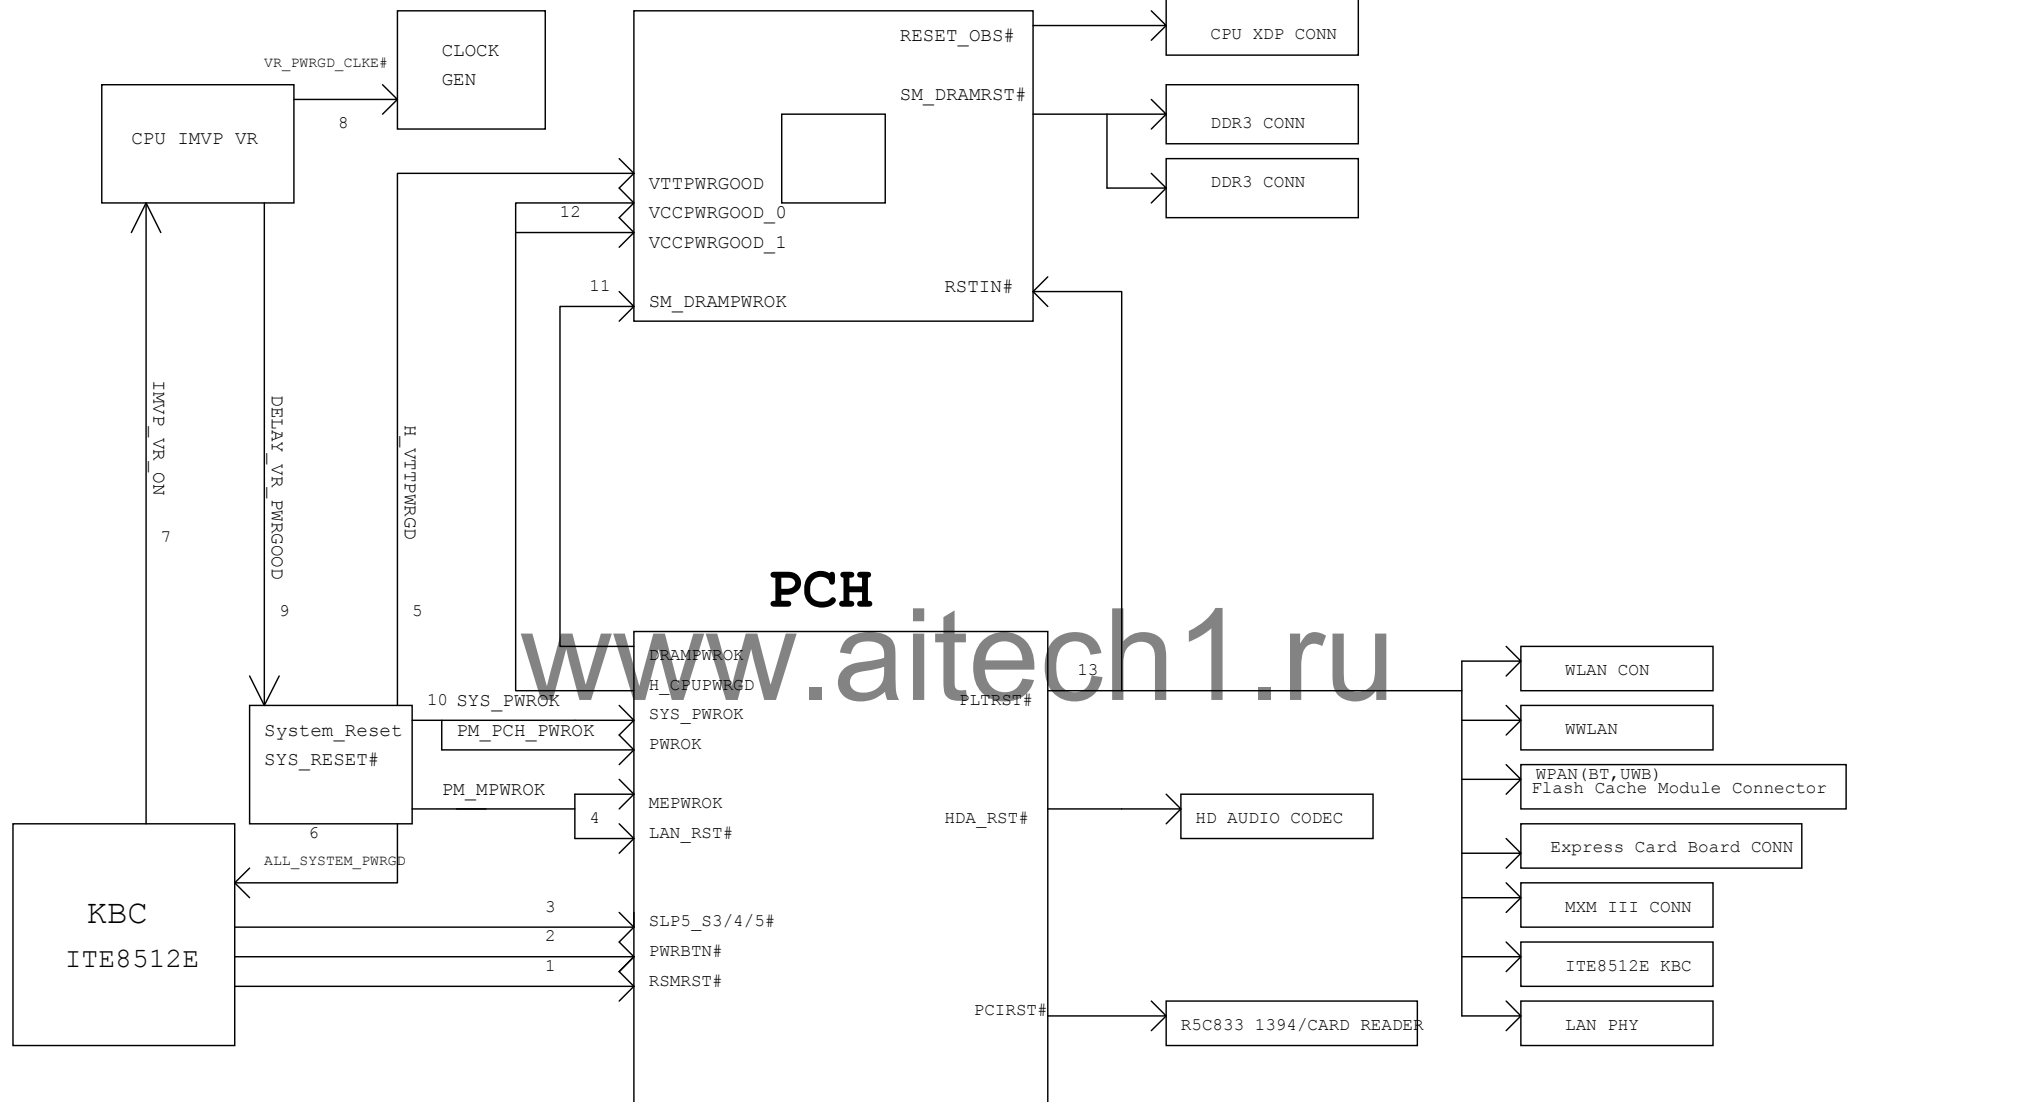 CLOCK
GEN
VR_PWRGD_CLKE#
8
CPU IMVP VR
RESET_OBS#
CPU XDP CONN
SM_DRAMRST#
DDR3 CONN
DDR3 CONN
VTTPWRGOOD
12
VCCPWRGOOD_0
VCCPWRGOOD_1
11
SM_DRAMPWROK
RSTIN#
IMVP_VR_ON
7
DELAY_VR_PWRGOOD
9
H_VTTPWRGD
5
PCH
www.aitech1.ru
DRAMPWROK
H_CPUPWRGD
10 SYS_PWROK
SYS_PWROK
PM_PCH_PWROK
PWROK
System_Reset
SYS_RESET#
PM_MPWROK
4
MEPWROK
LAN_RST#
6
ALL_SYSTEM_PWRGD
KBC
ITE8512E
3
SLP5_S3/4/5#
2
PWRBTN#
1
RSMRST#
13
PLTRST#
HDA_RST#
HD AUDIO CODEC
PCIRST#
R5C833 1394/CARD READER
WLAN CON
WWLAN
WPAN(BT,UWB)
Flash Cache Module Connector
Express Card Board CONN
MXM III CONN
ITE8512E KBC
LAN PHY